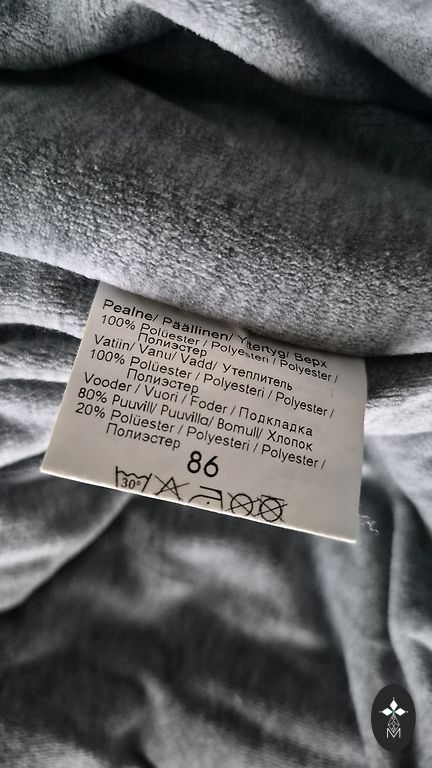 Pealne/ Päällinen/ Yttertyg/ Верх
100% Polüester / Polyesteri / Polyester /
Полиэстер
Vatiin/ Vanu/ Vadd/ Утеплитель
100% Polüester / Polyesteri / Polyester /
Полиэстер
Vooder / Vuori / Foder / Подкладка
80% Puuvill/ Puuvilla/ Bomull/ Хлопок
20% Polüester / Polyesteri / Polyester /
Полиэстер
86
30°
M